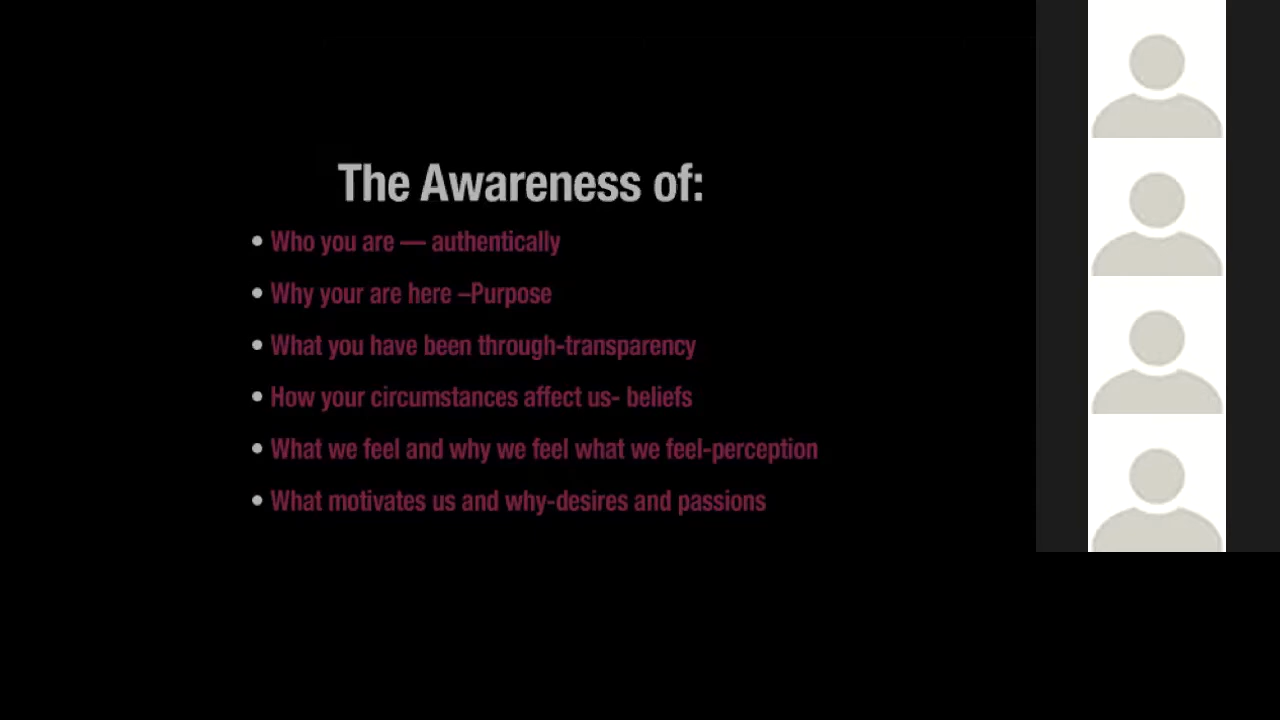 The Awareness of:
• Who you are — authentically
• Why your are here –Purpose
• What you have been through-transparency
• How your circumstances affect us- beliefs
• What we feel and why we feel what we feel-perception
• What motivates us and why-desires and passions